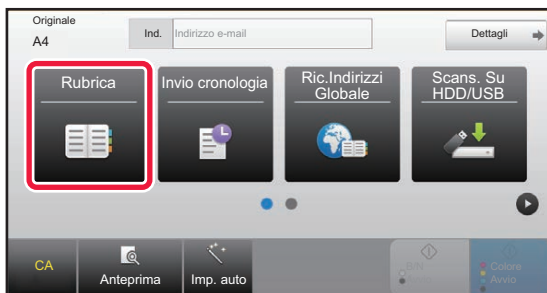 Originale
A4
Ind.
Indirizzo e-mail
Dettagli
Rubrica
Invio cronologia
Ric.Indirizzi
Globale
Scans. Su
HDD/USB
CA
Anteprima
Imp. auto
B/N
Avvio
Colore
Avvio